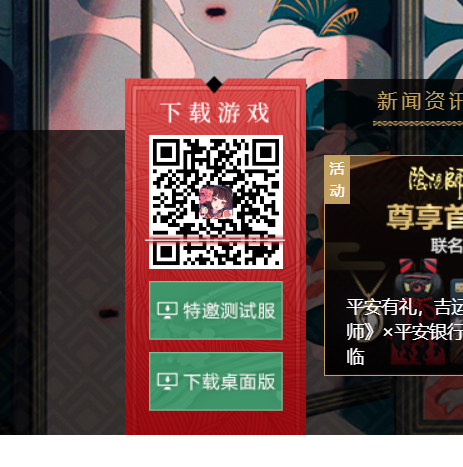 下载游戏
特邀测试服
下载桌面版
新闻资讯
活
动
陰陽師
尊享首
联名
平安有礼，吉运
师》×平安银行
临